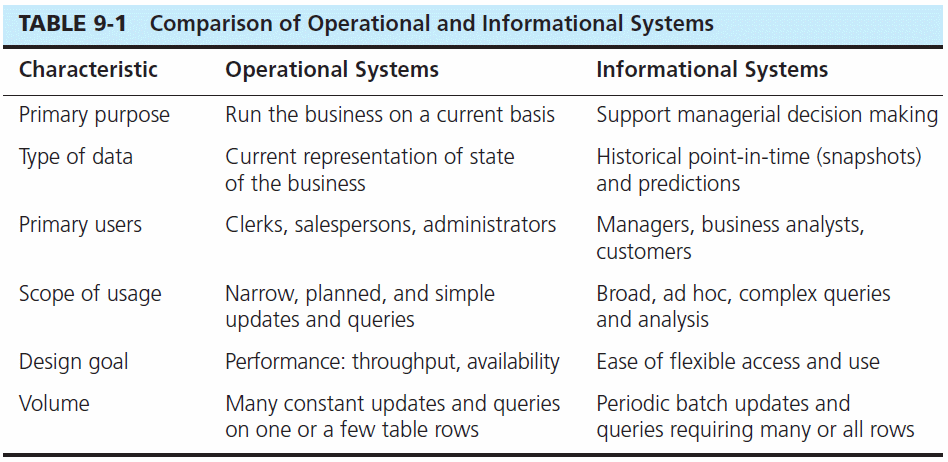 TABLE 9-1 Comparison of Operational and Informational Systems
Characteristic Operational Systems Informational Systems
Primary purpose Run the business on a current basis Support managerial decision making
Type of data Current representation of state Historical point-in-time (snapshots)
of the business and predictions
Primary users Clerks, salespersons, administrators Managers, business analysts,
customers
Scope of usage Narrow, planned, and simple Broad, ad hoc, complex queries
updates and queries and analysis
Design goal Performance: throughput, availability Ease of flexible access and use
Volume Many constant updates and queries Periodic batch updates and
on one or a few table rows queries requiring many or all rows